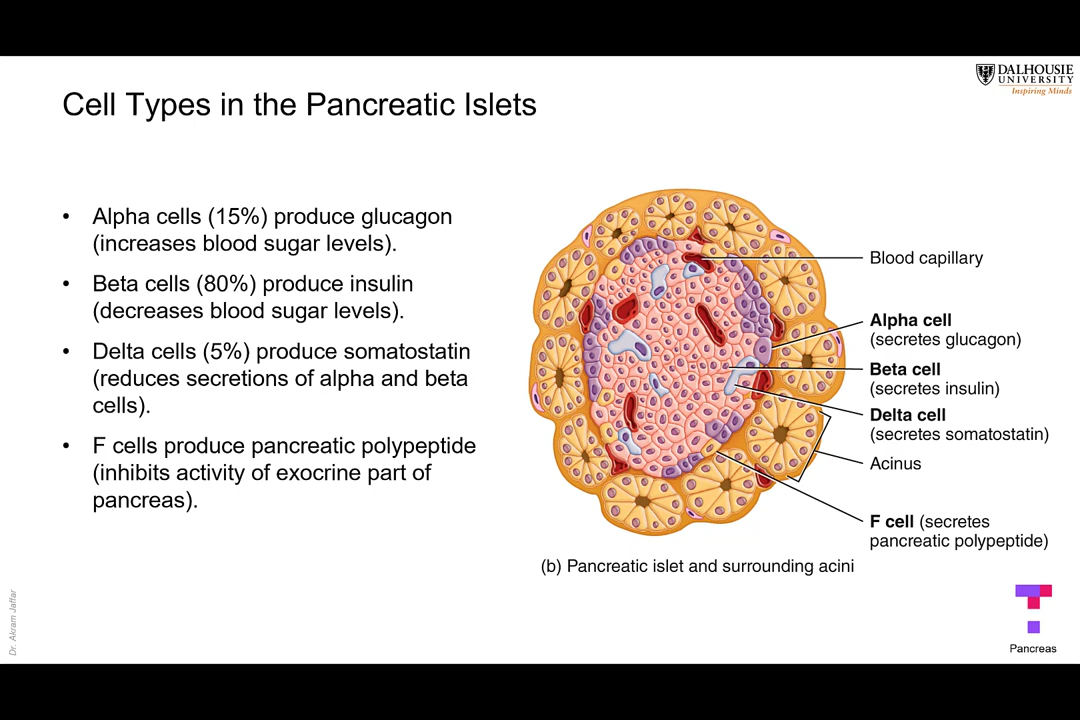 DALHOUSIE
UNIVERSITY
Inspiring Minds
Cell Types in the Pancreatic Islets
• Alpha cells (15%) produce glucagon
(increases blood sugar levels).
• Beta cells (80%) produce insulin
(decreases blood sugar levels).
• Delta cells (5%) produce somatostatin
(reduces secretions of alpha and beta
cells).
• F cells produce pancreatic polypeptide
(inhibits activity of exocrine part of
pancreas).
Blood capillary
Alpha cell
(secretes glucagon)
Beta cell
(secretes insulin)
Delta cell
(secretes somatostatin)
Acinus
F cell (secretes
pancreatic polypeptide)
(b) Pancreatic islet and surrounding acini
Dr. Akram Jaffar
Pancreas